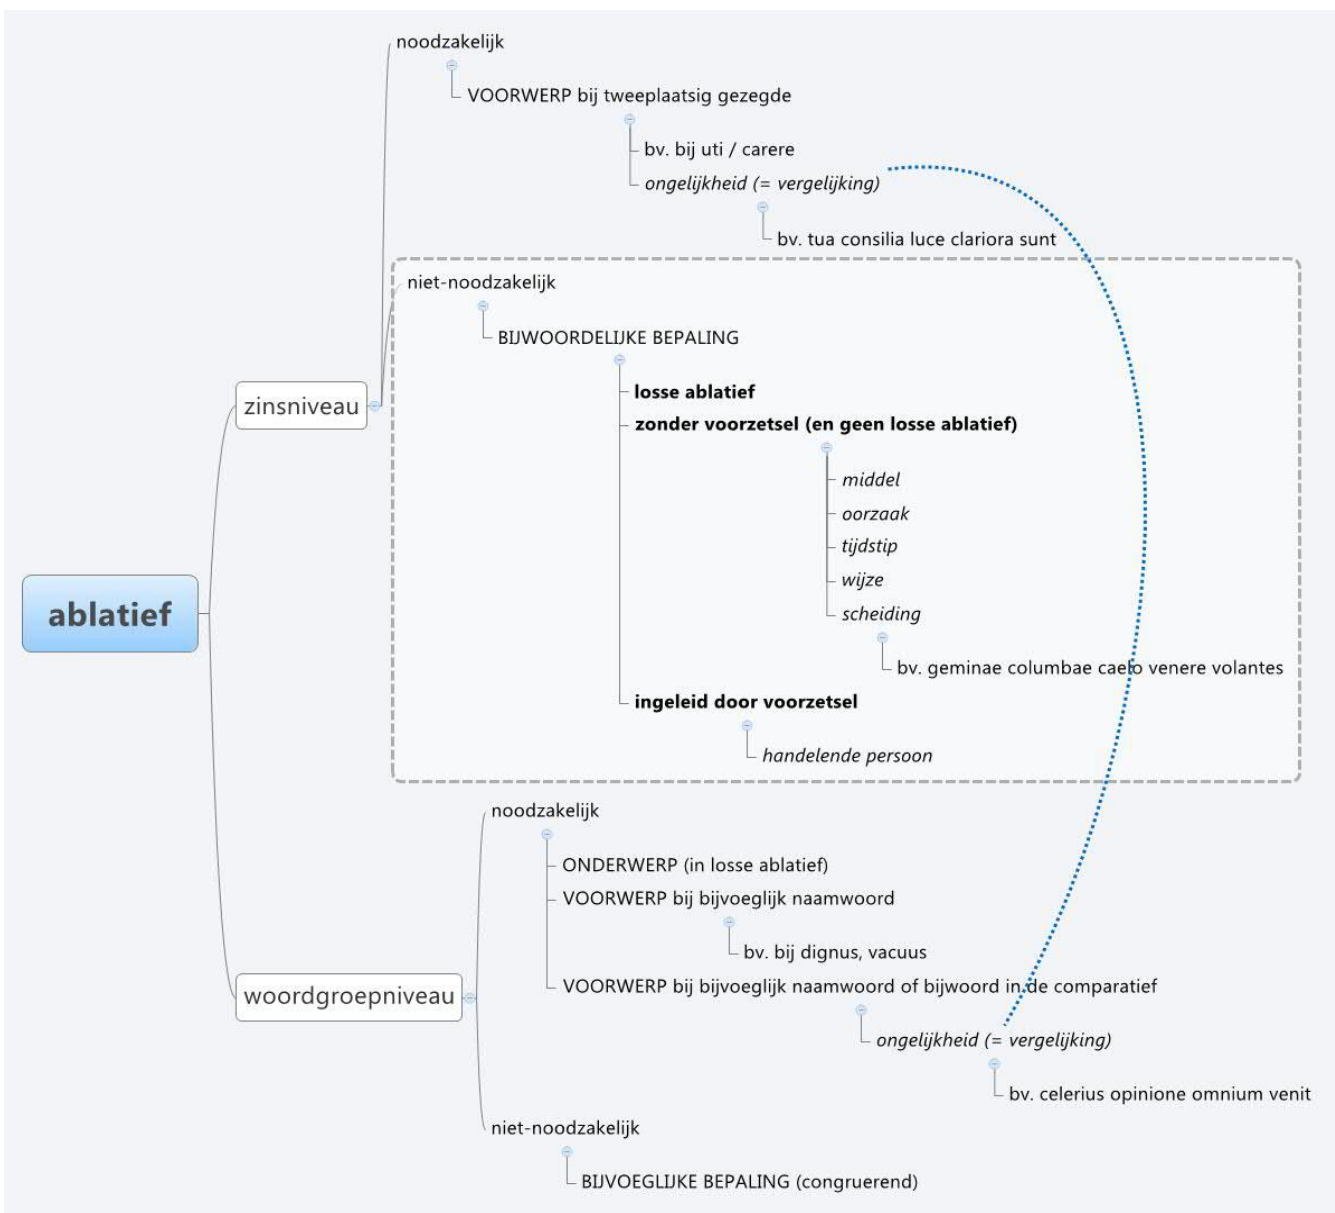 noodzakelijk
VOORWERP bij tweeplaatsig gezegde
bv. bij uti / carere
ongelijkheid (= vergelijking)
bv. tua consilia luce clariora sunt
niet-noodzakelijk
BIJWOORDELIJKE BEPALING
losse ablatief
zinsniveau
zonder voorzetsel (en geen losse ablatief)
middel
oorzaak
tijdstip
wijze
scheiding
ablatief
bv. geminae columbae caelo venere volantes
ingeleid door voorzetsel
handelende persoon
noodzakelijk
ONDERWERP (in losse ablatief)
VOORWERP bij bijvoeglijk naamwoord
bv. bij dignus, vacuus
VOORWERP bij bijvoeglijk naamwoord of bijwoord in de comparatief
woordgroepniveau
ongelijkheid (= vergelijking)
bv. celerius opinione omnium venit
niet-noodzakelijk
BIJVOEGLIJKE BEPALING (congruerend)